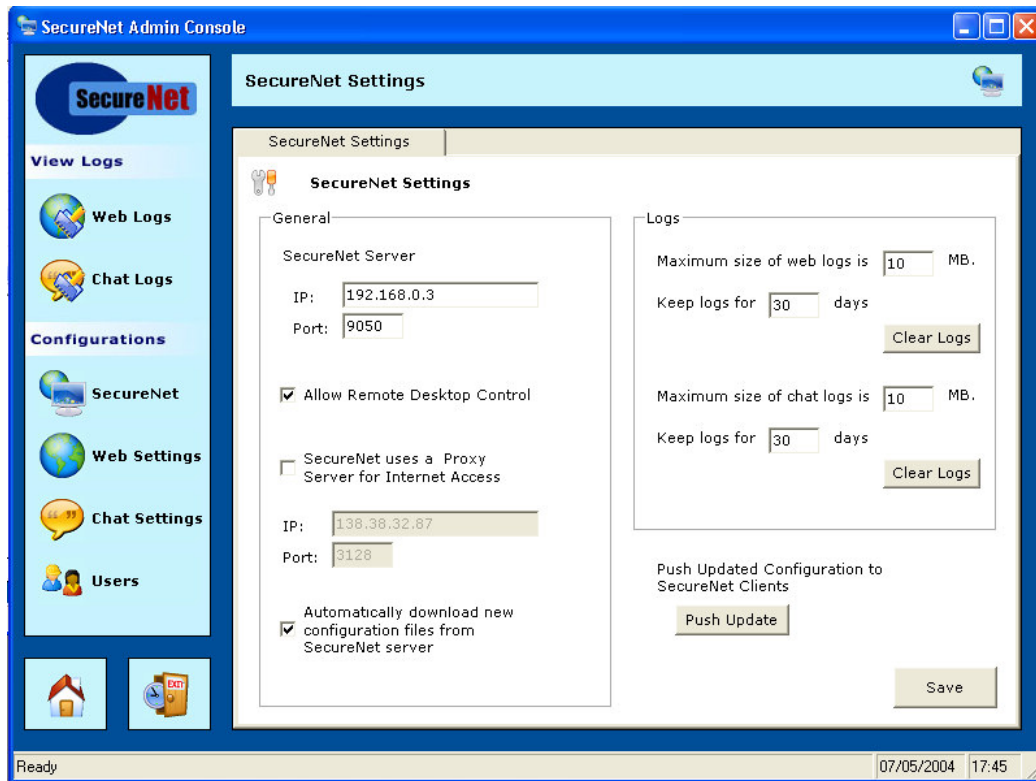 SecureNet Admin Console
SecureNet
View Logs
Web Logs
Chat Logs
Configurations
SecureNet
Web Settings
Chat Settings
Users
EXIT
SecureNet Settings
SecureNet Settings
SecureNet Settings
General
SecureNet Server
IP: 192.168.0.3
Port: 9050
Allow Remote Desktop Control
SecureNet uses a Proxy
Server for Internet Access
IP: 138.38.32.87
Port: 3128
Automatically download new
configuration files from
SecureNet server
Logs
Maximum size of web logs is 10 MB.
Keep logs for 30 days
Clear Logs
Maximum size of chat logs is 10 MB.
Keep logs for 30 days
Clear Logs
Push Updated Configuration to
SecureNet Clients
Push Update
Save
Ready 07/05/2004 17:45